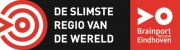 DE SLIMSTE
REGIO VAN
DE WERELD
Brainport
Eindhoven